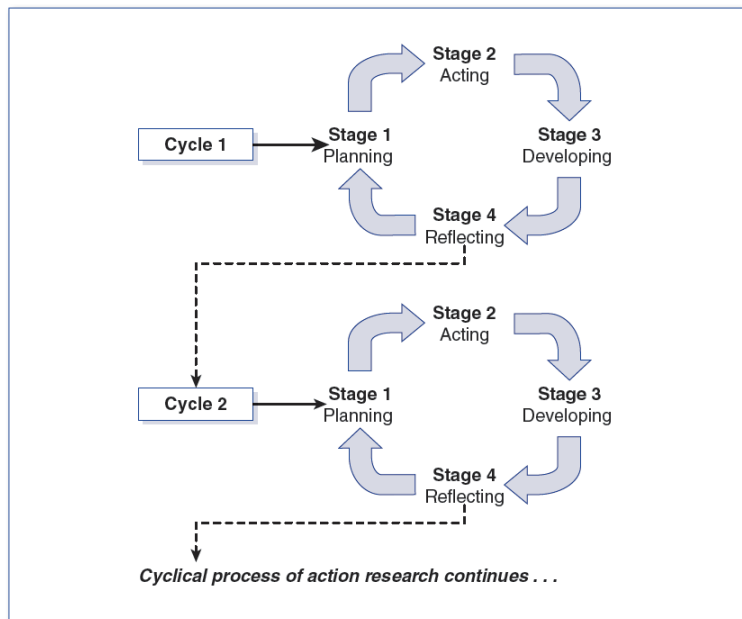 Stage 2
Acting
Cycle 1
Stage 1
Planning
Stage 3
Developing
Stage 4
Reflecting
Stage 2
Acting
Cycle 2
Stage 1
Planning
Stage 3
Developing
Stage 4
Reflecting
Cyclical process of action research continues . . .